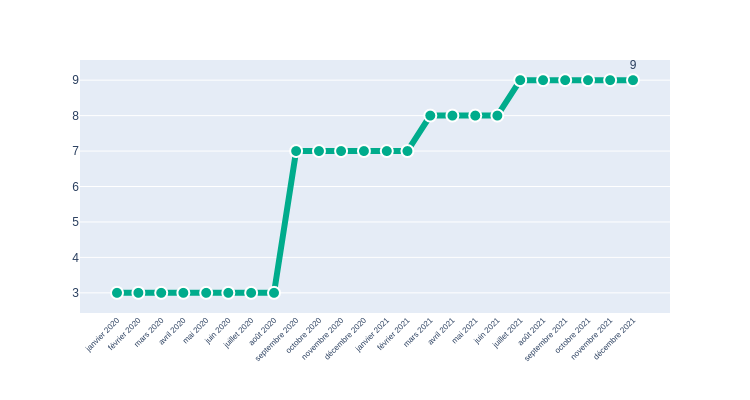 9
9
8
7
6
5
4
3
janvier 2020
février 2020
mars 2020
avril 2020
mai 2020
juin 2020
juillet 2020
août 2020
septembre 2020
octobre 2020
novembre 2020
décembre 2020
janvier 2021
février 2021
mars 2021
avril 2021
mai 2021
juin 2021
juillet 2021
août 2021
septembre 2021
octobre 2021
novembre 2021
décembre 2021